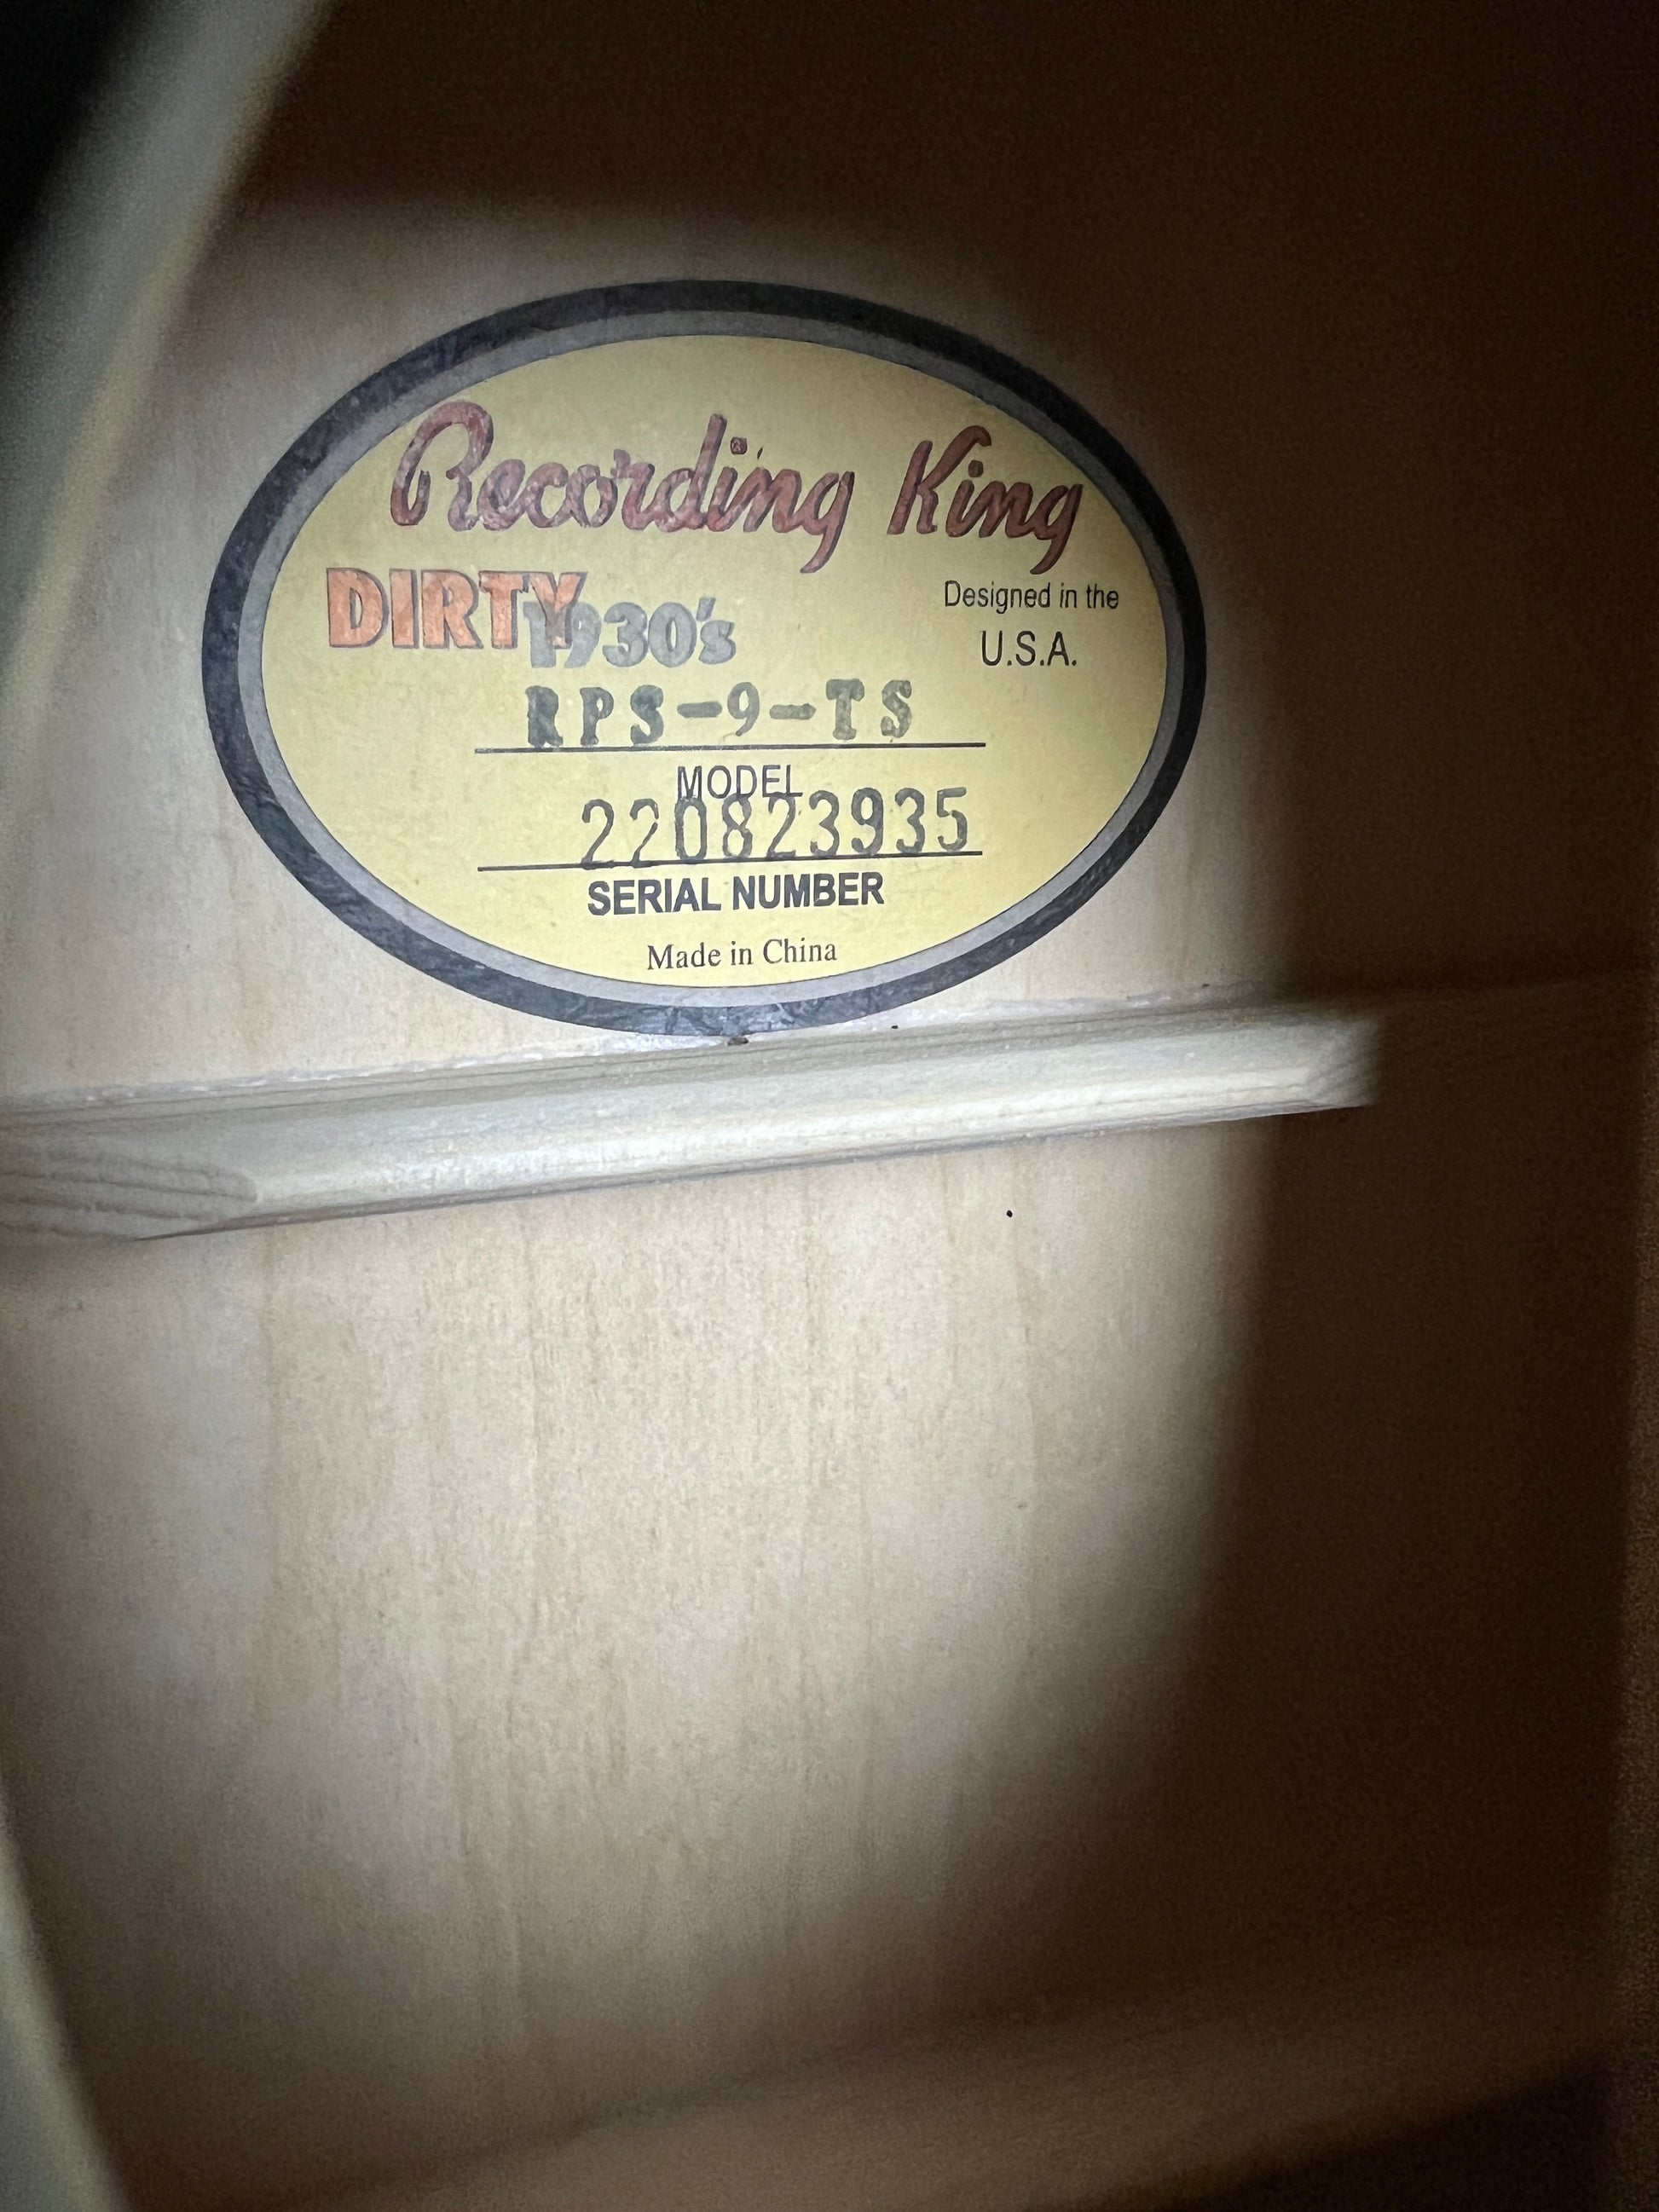 Recording King
DIRTY 1930's
Designed in the
U.S.A.
RPS-9-TS
MODEL
220823935
SERIAL NUMBER
Made in China